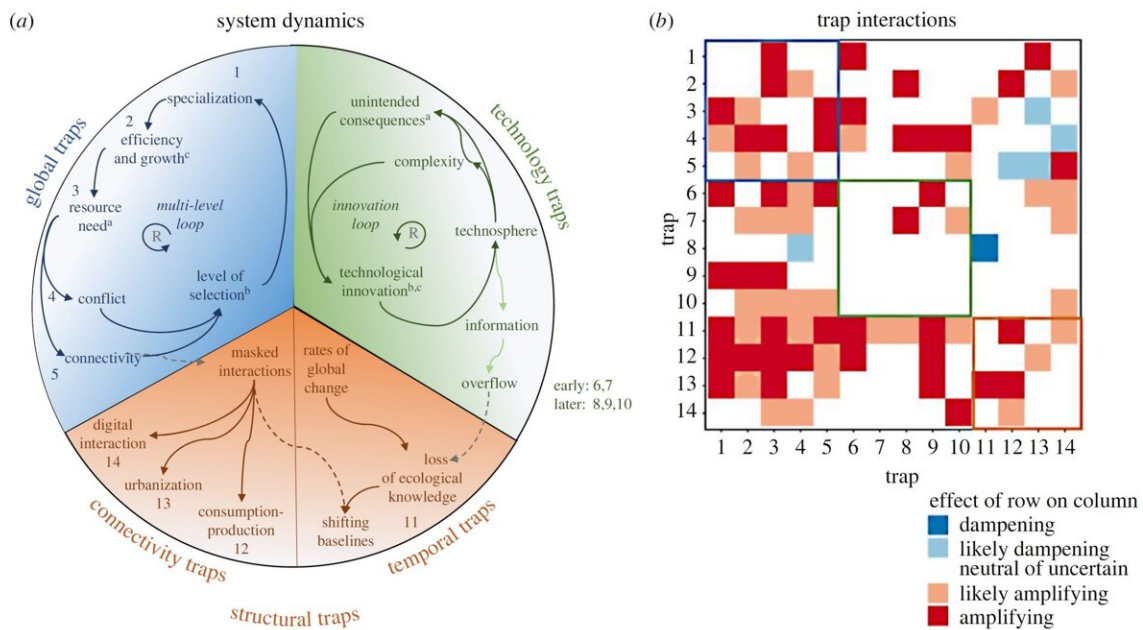 (a)
system dynamics
global traps
1
specialization
2
efficiency
and growthc
3
resource
needa
multi-level
loop
R
4
conflict
level of
selectionb
connectivity
5
technology traps
unintended
consequencesa
complexity
innovation
loop
R
technosphere
technological
innovationb,c
information
overflow
early: 6,7
later: 8,9,10
masked
interactions
rates of
global
change
digital
interaction
14
urbanization
13
consumption-
production
12
loss
of ecological
knowledge
11
shifting
baselines
connectivity traps
temporal traps
structural traps
(b)
trap interactions
trap
1
2
3
4
5
6
7
8
9
10
11
12
13
14
1 2 3 4 5 6 7 8 9 10 11 12 13 14
trap
effect of row on column
dampening
likely dampening
neutral of uncertain
likely amplifying
amplifying